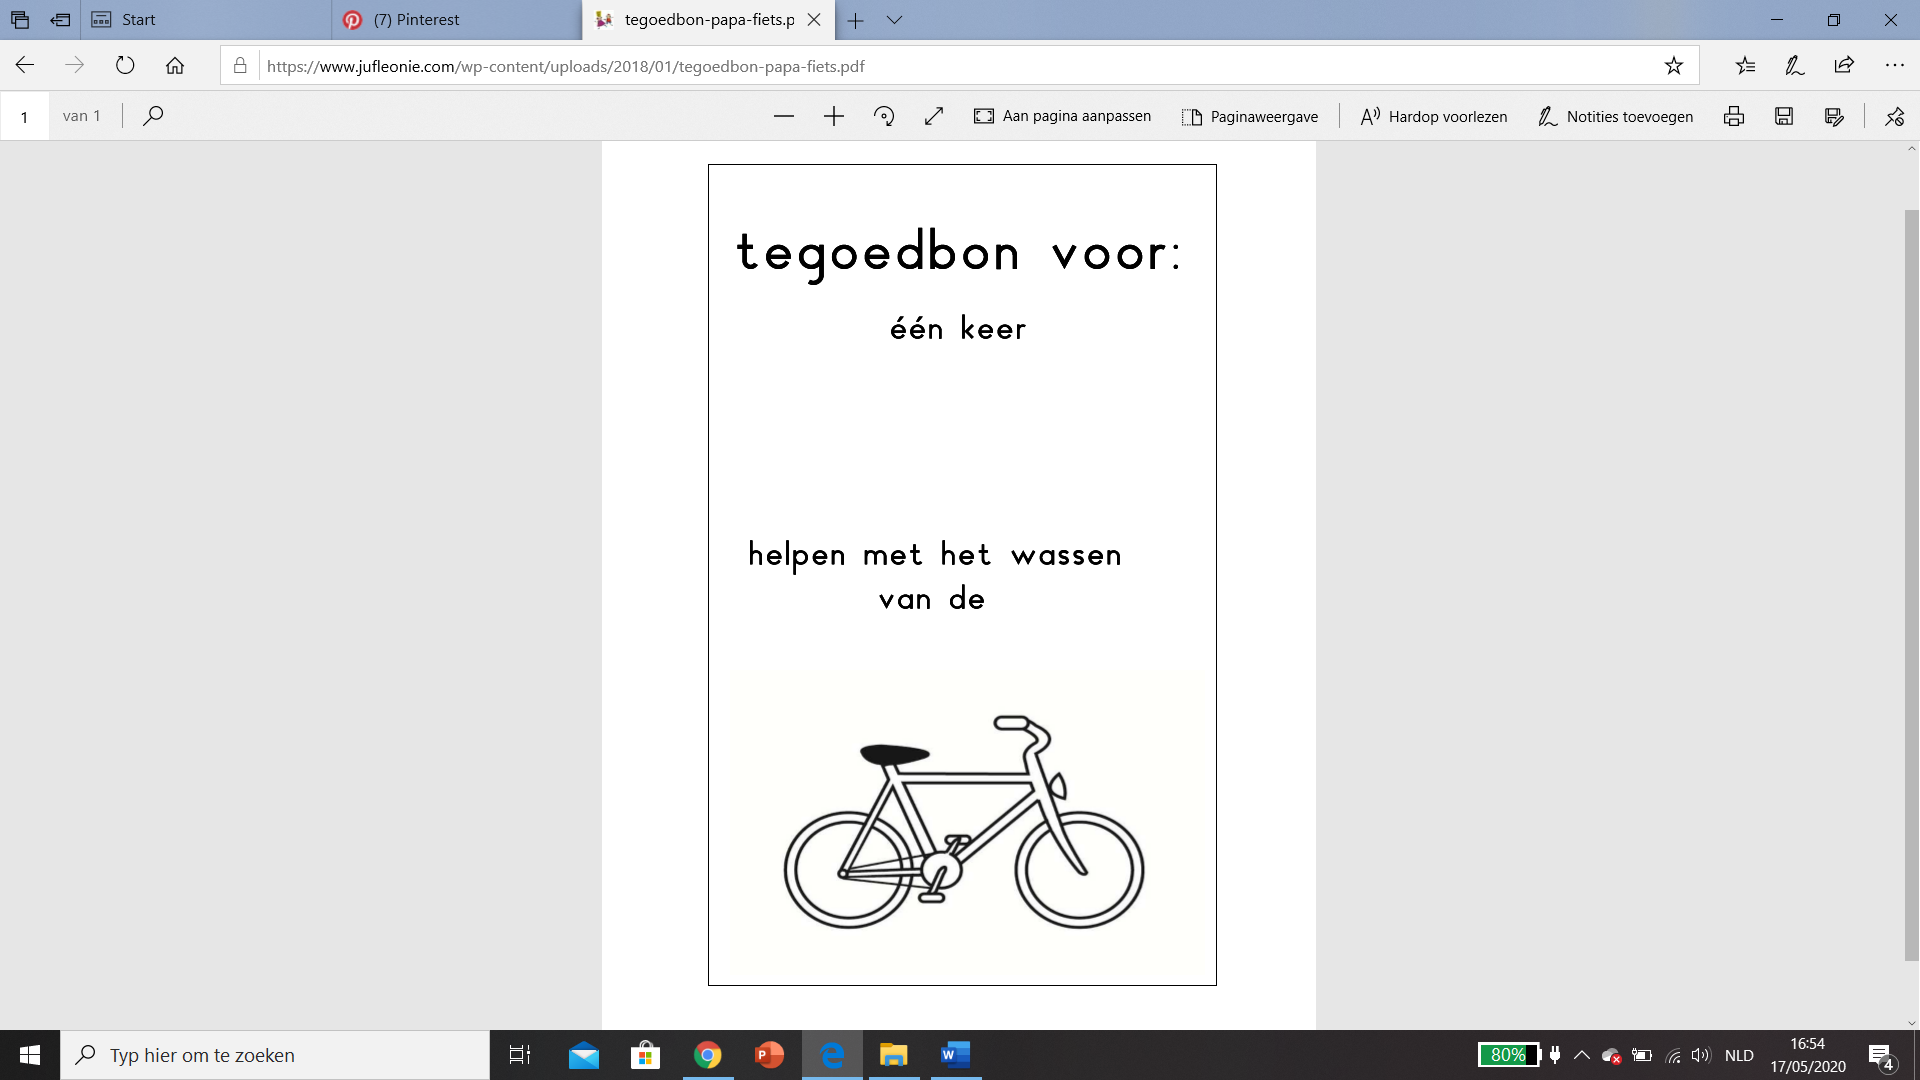 Start
(7) Pinterest
tegoedbon-papa-fiets.p
https://www.jufleonie.com/wp-content/uploads/2018/01/tegoedbon-papa-fiets.pdf
1 van 1
Aan pagina aanpassen
Paginaweergave
Hardop voorlezen
Notities toevoegen
tegoedbon voor:
één keer
helpen met het wassen
van de
Typ hier om te zoeken
80%
NLD
16:54
17/05/2020
4